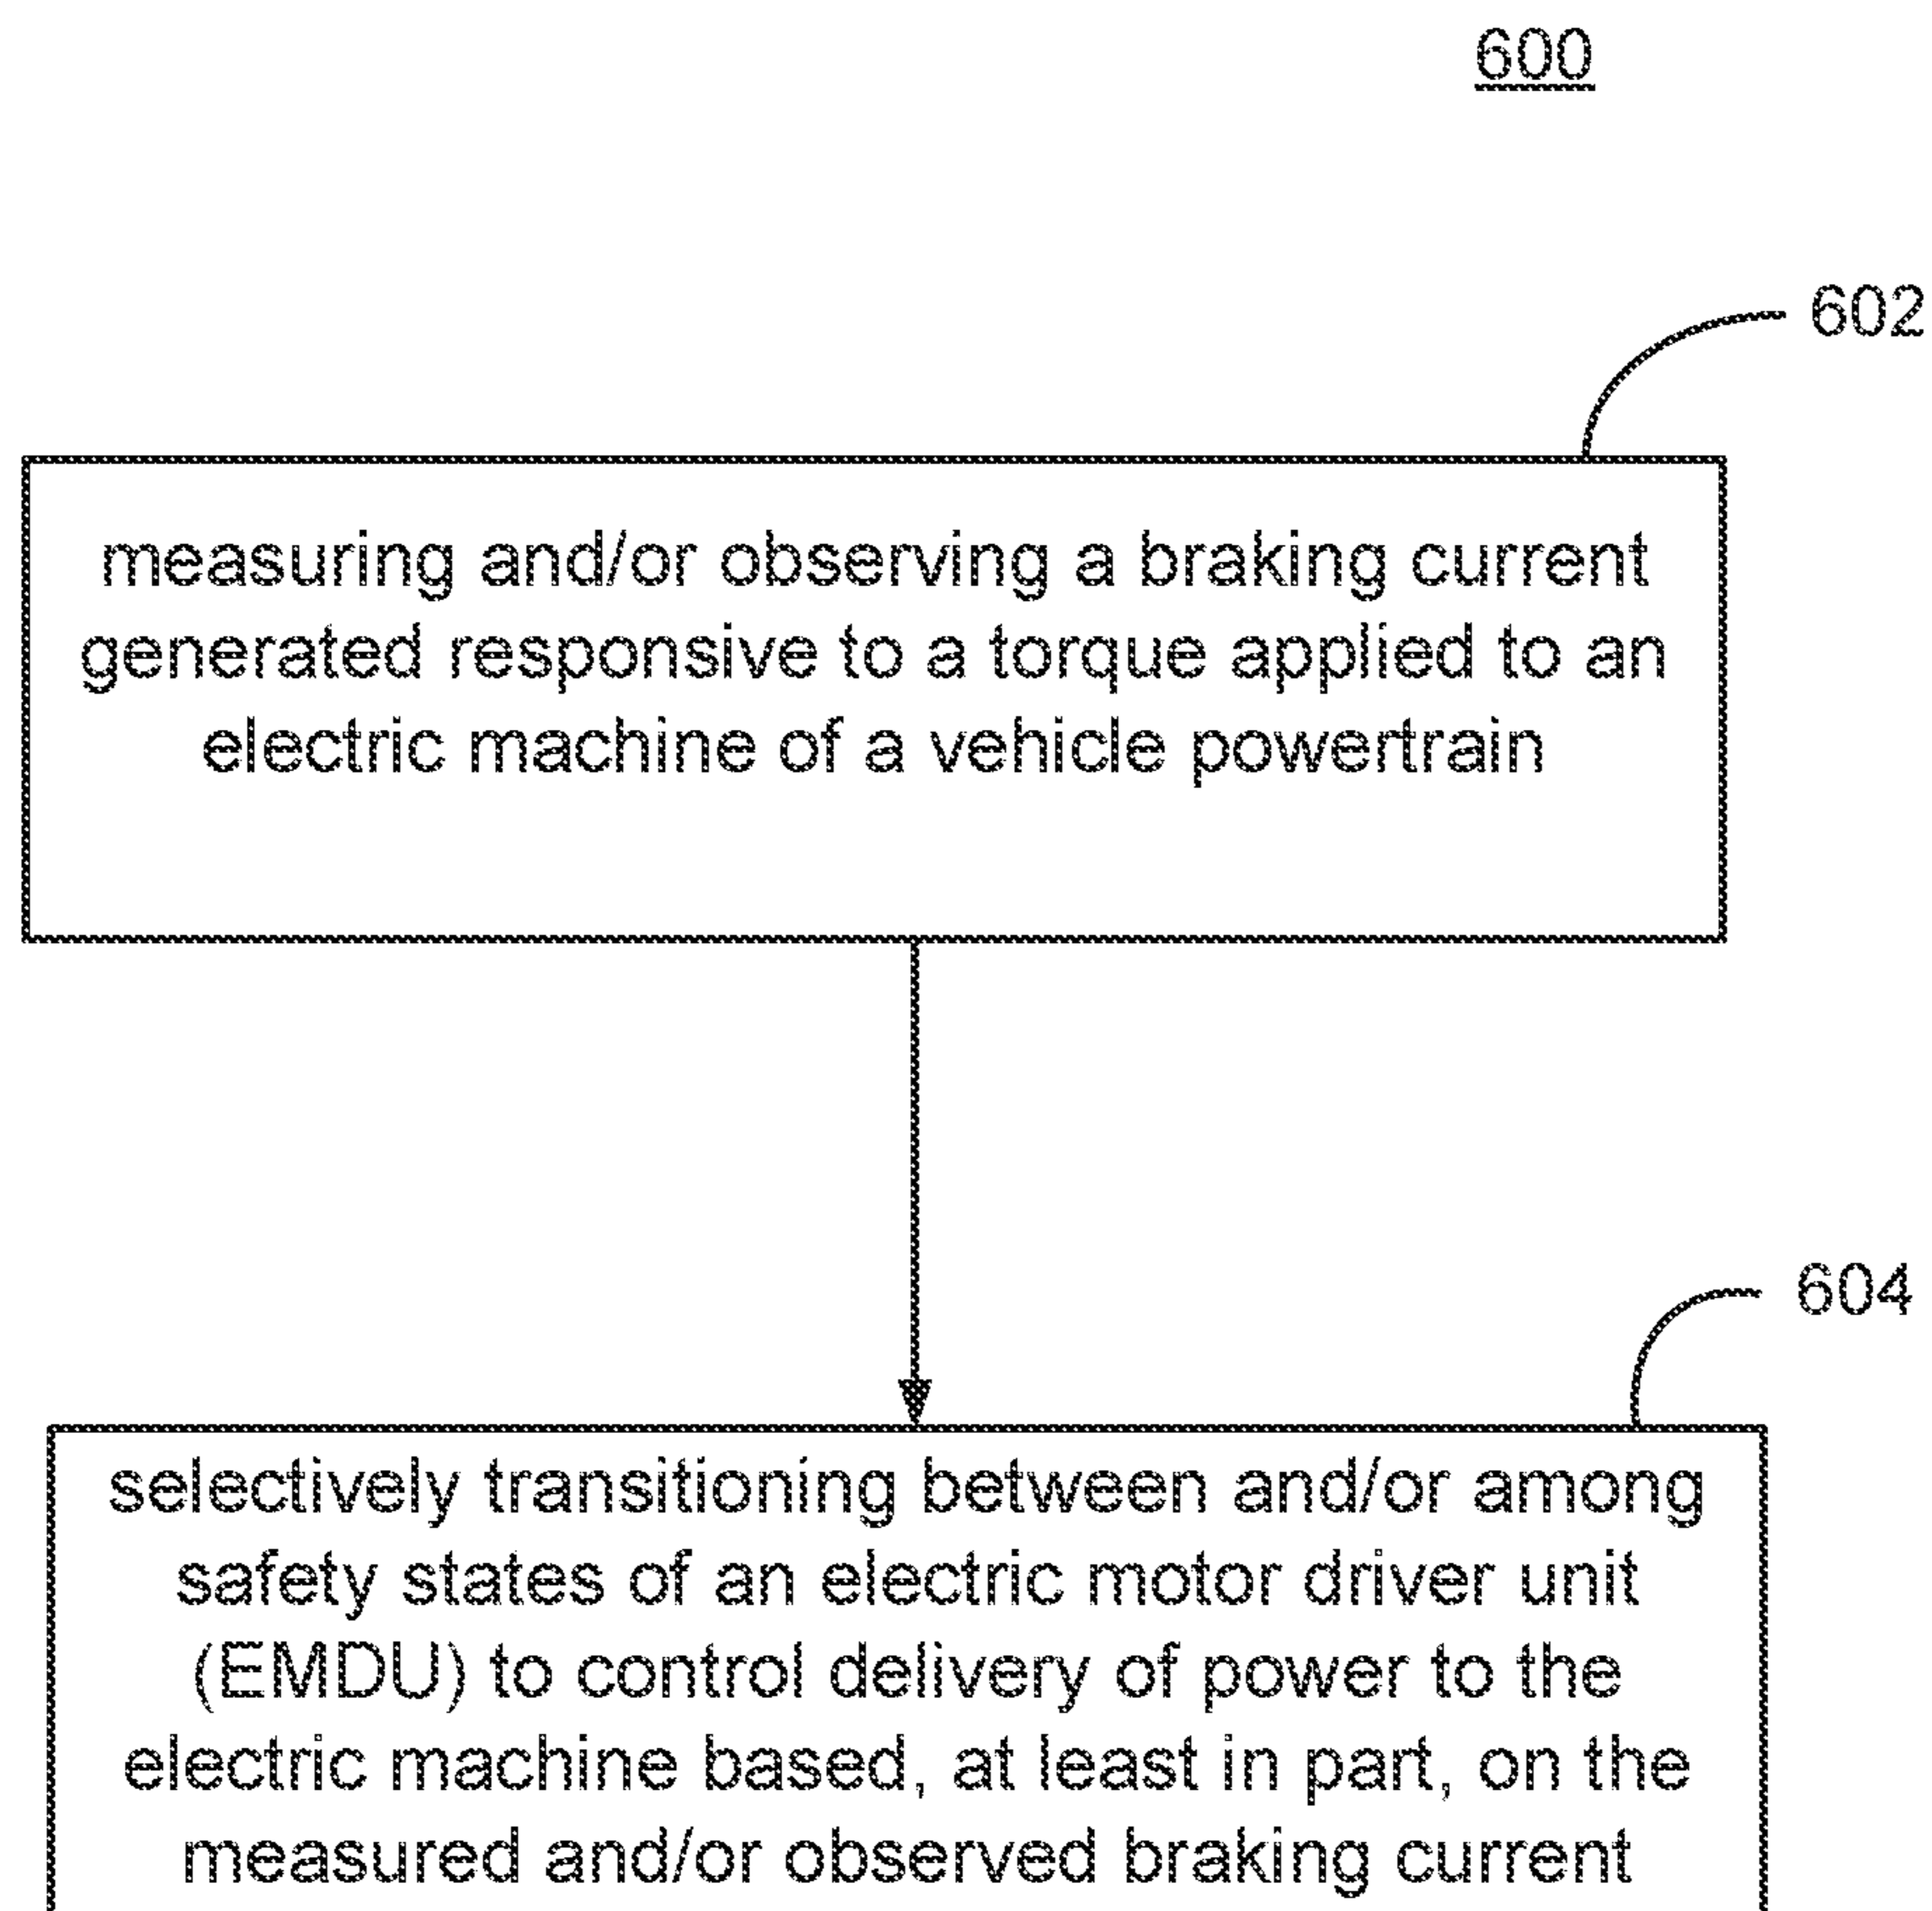 600
602
measuring and/or observing a braking current
generated responsive to a torque applied to an
electric machine of a vehicle powertrain
604
selectively transitioning between and/or among
safety states of an electric motor driver unit
(EMDU) to control delivery of power to the
electric machine based, at least in part, on the
measured and/or observed braking current